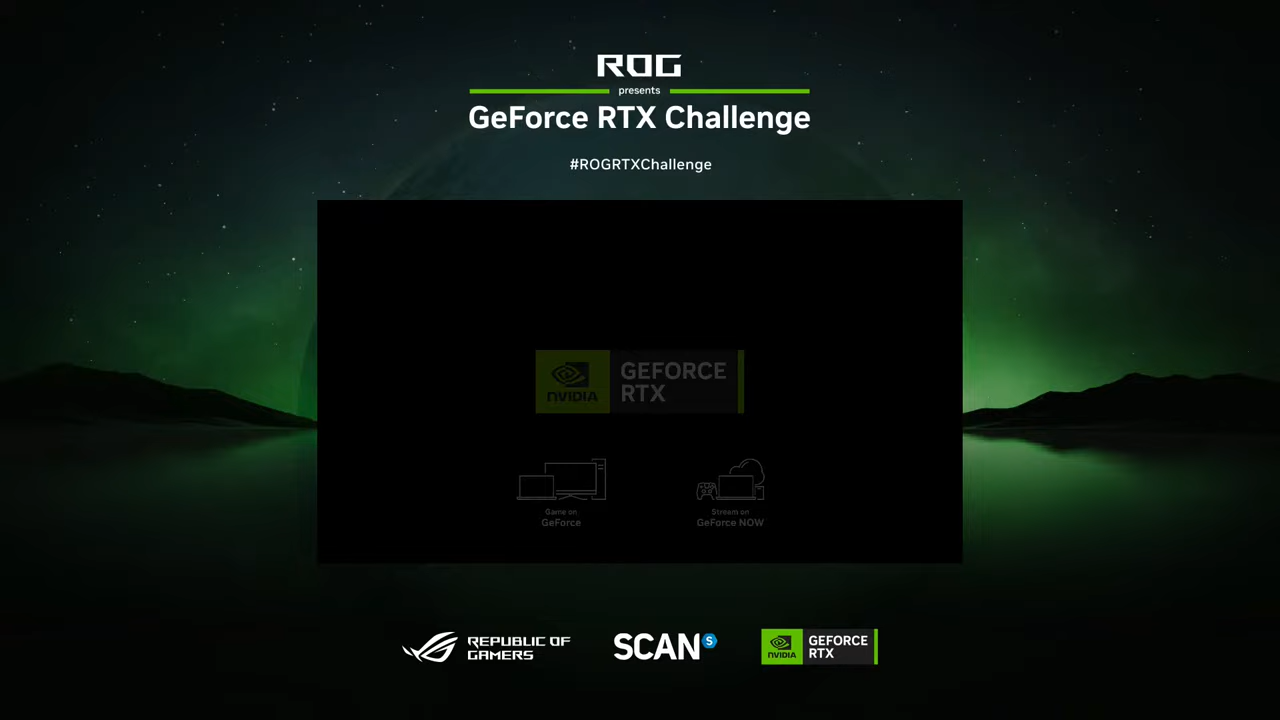 ROG
presents
GeForce RTX Challenge
#ROGRTXChallenge
NVIDIA
GEFORCE
RTX
Game on
GeForce
Stream on
GeForce NOW
REPUBLIC OF
GAMERS
SCAN S
NVIDIA
GEFORCE
RTX